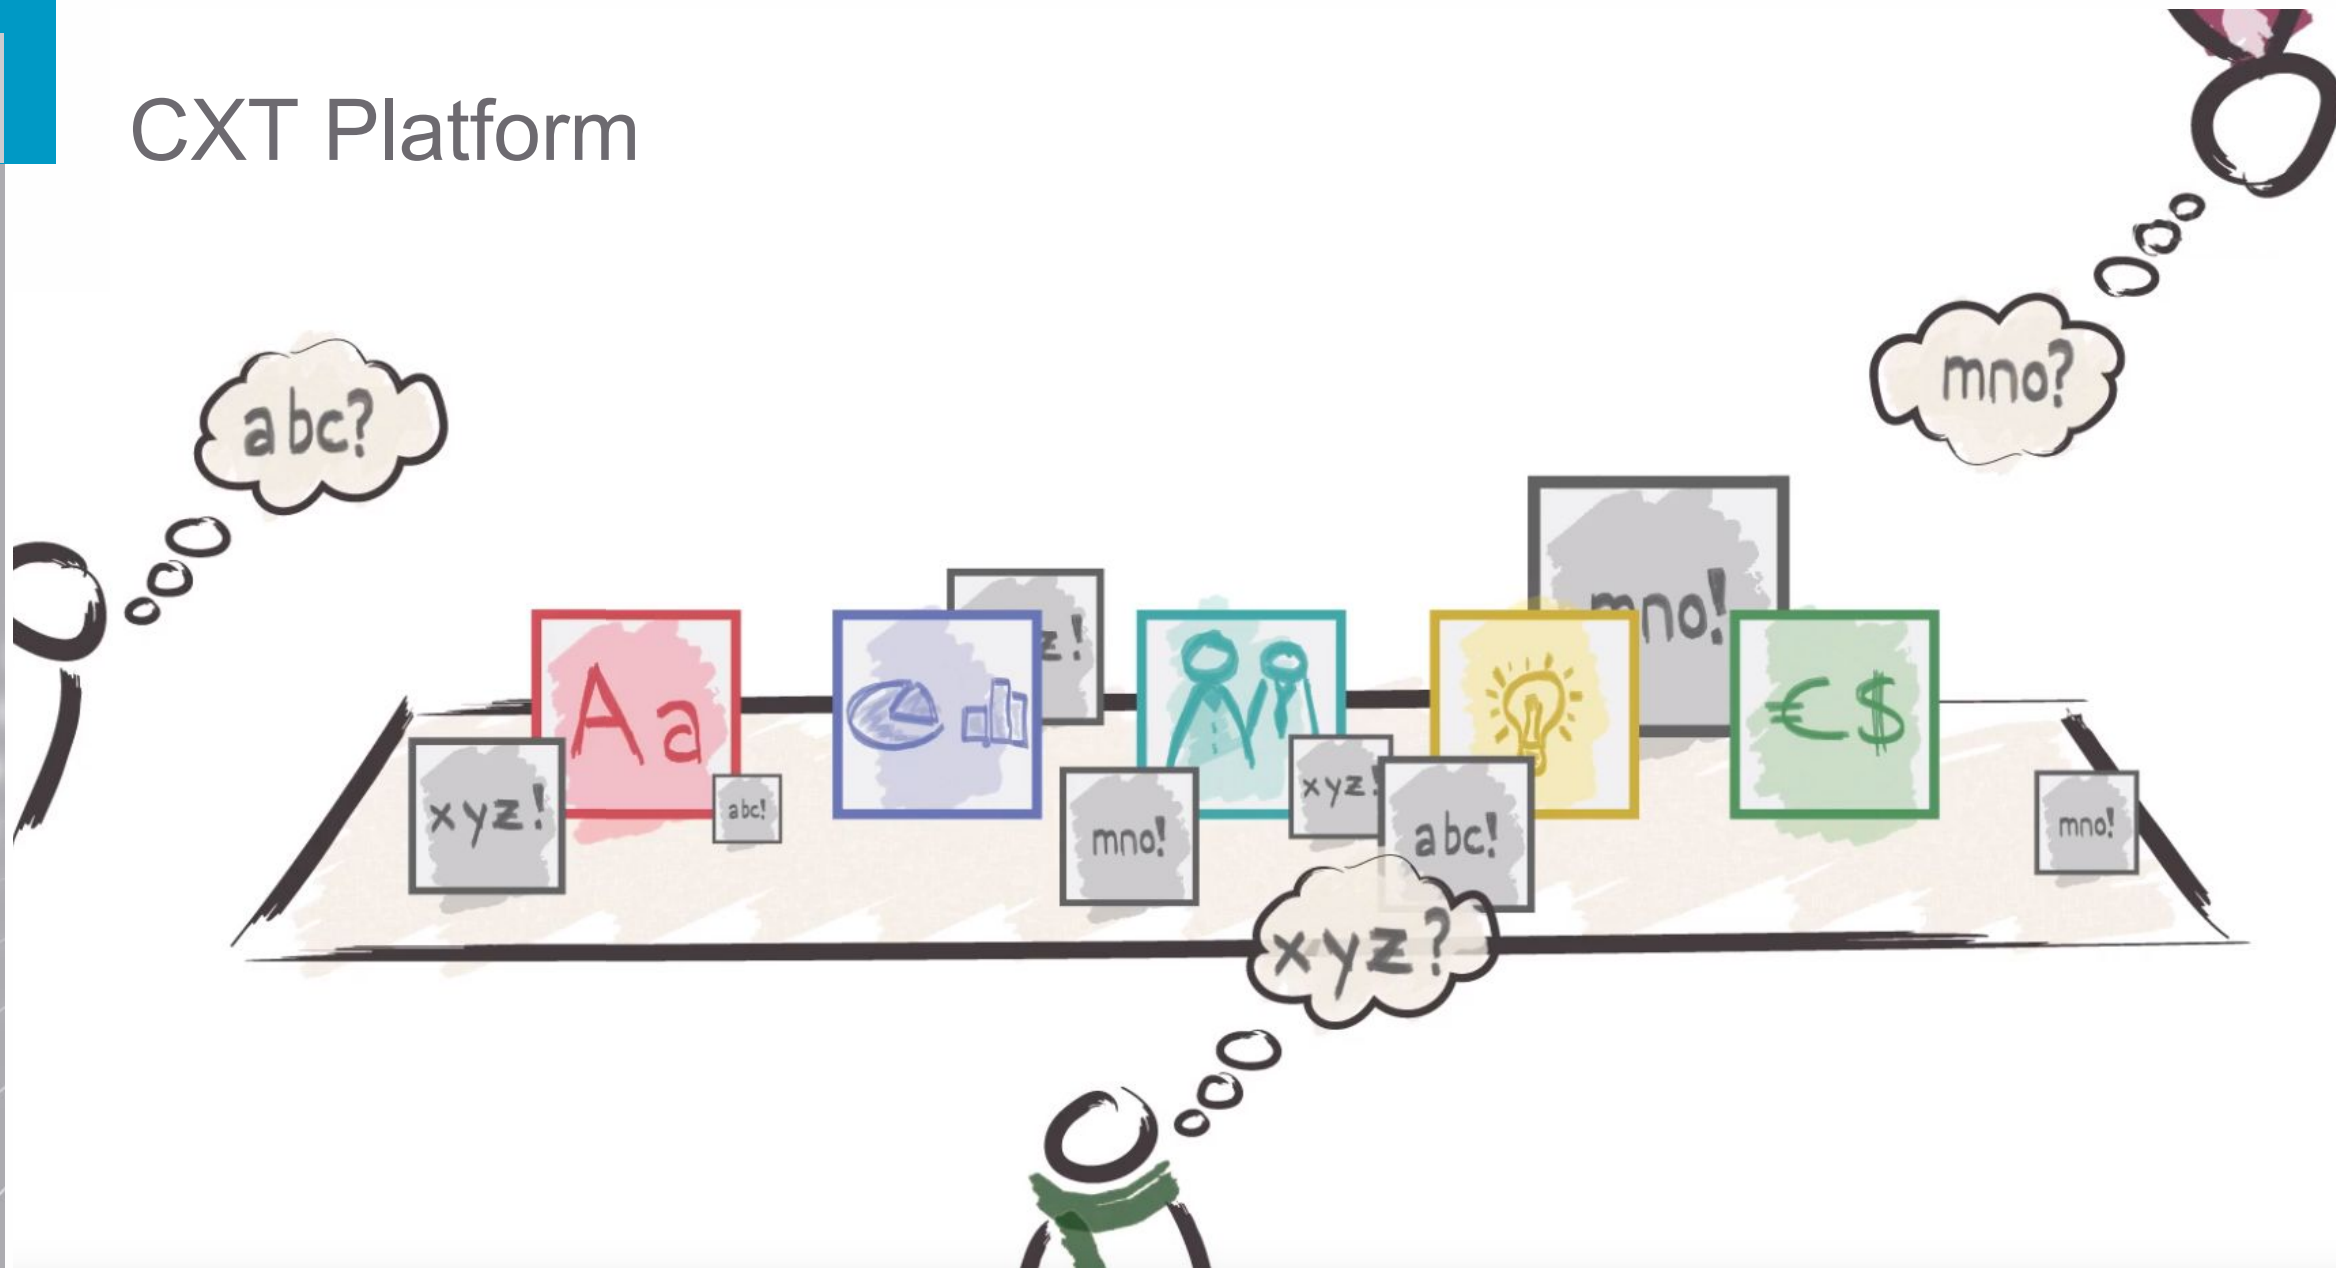 CXT Platform
mno?
abc?
z!
mno!
Aa
€$
xyz!
abc!
xyz!
mno!
abc!
mno!
xyz?